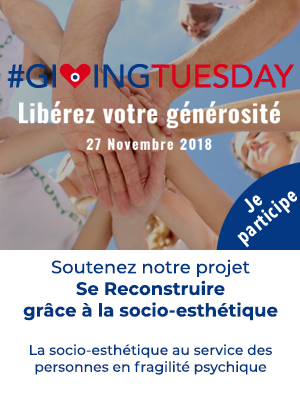 #GIVINGTUESDAY
Libérez votre générosité
27 Novembre 2018
VOLUNTEER
Je
participe
Soutenez notre projet
Se Reconstruire
grâce à la socio-esthétique
La socio-esthétique au service des
personnes en fragilité psychique